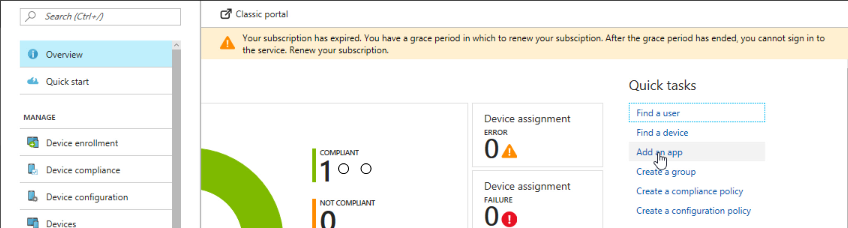 Search (Ctrl+/)
Classic portal
Your subscription has expired. You have a grace period in which to renew your subsciption. After the grace period has ended, you cannot sign in to
the service. Renew your subscription.
Overview
Quick start
MANAGE
Device enrollment
Device compliance
Device configuration
Devices
COMPLIANT
1
NOT COMPLIANT
0
Device assignment
ERROR
0
Device assignment
FAILURE
0
Quick tasks
Find a user
Find a device
Add an app
Create a group
Create a compliance policy
Create a configuration policy